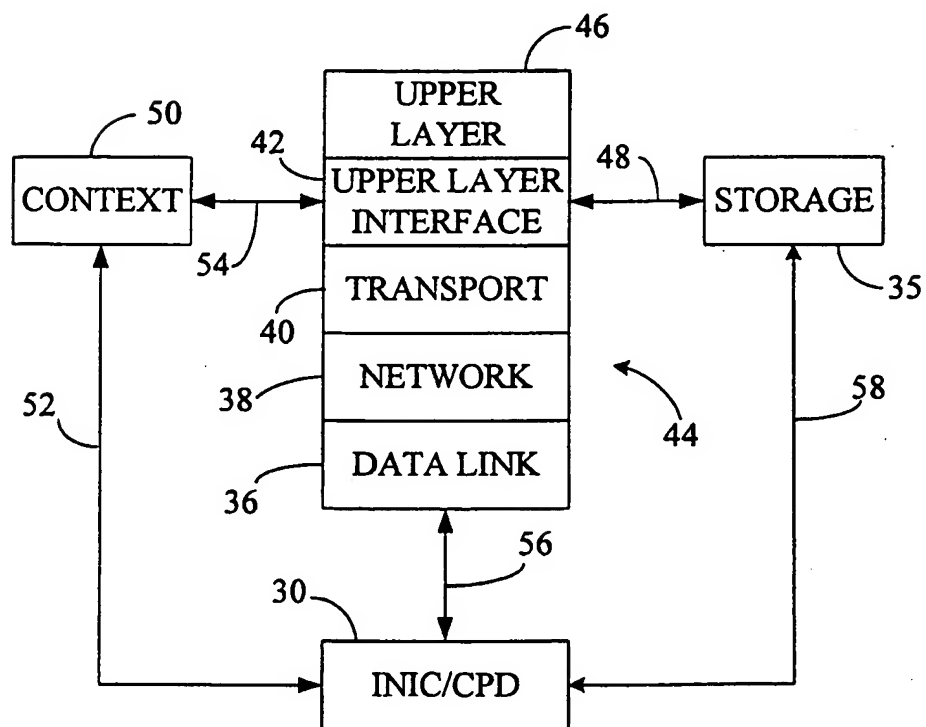 46
UPPER
LAYER
50
42
48
CONTEXT
UPPER LAYER
INTERFACE
STORAGE
54
TRANSPORT
35
40
NETWORK
38
52
58
44
DATA LINK
36
56
30
INIC/CPD